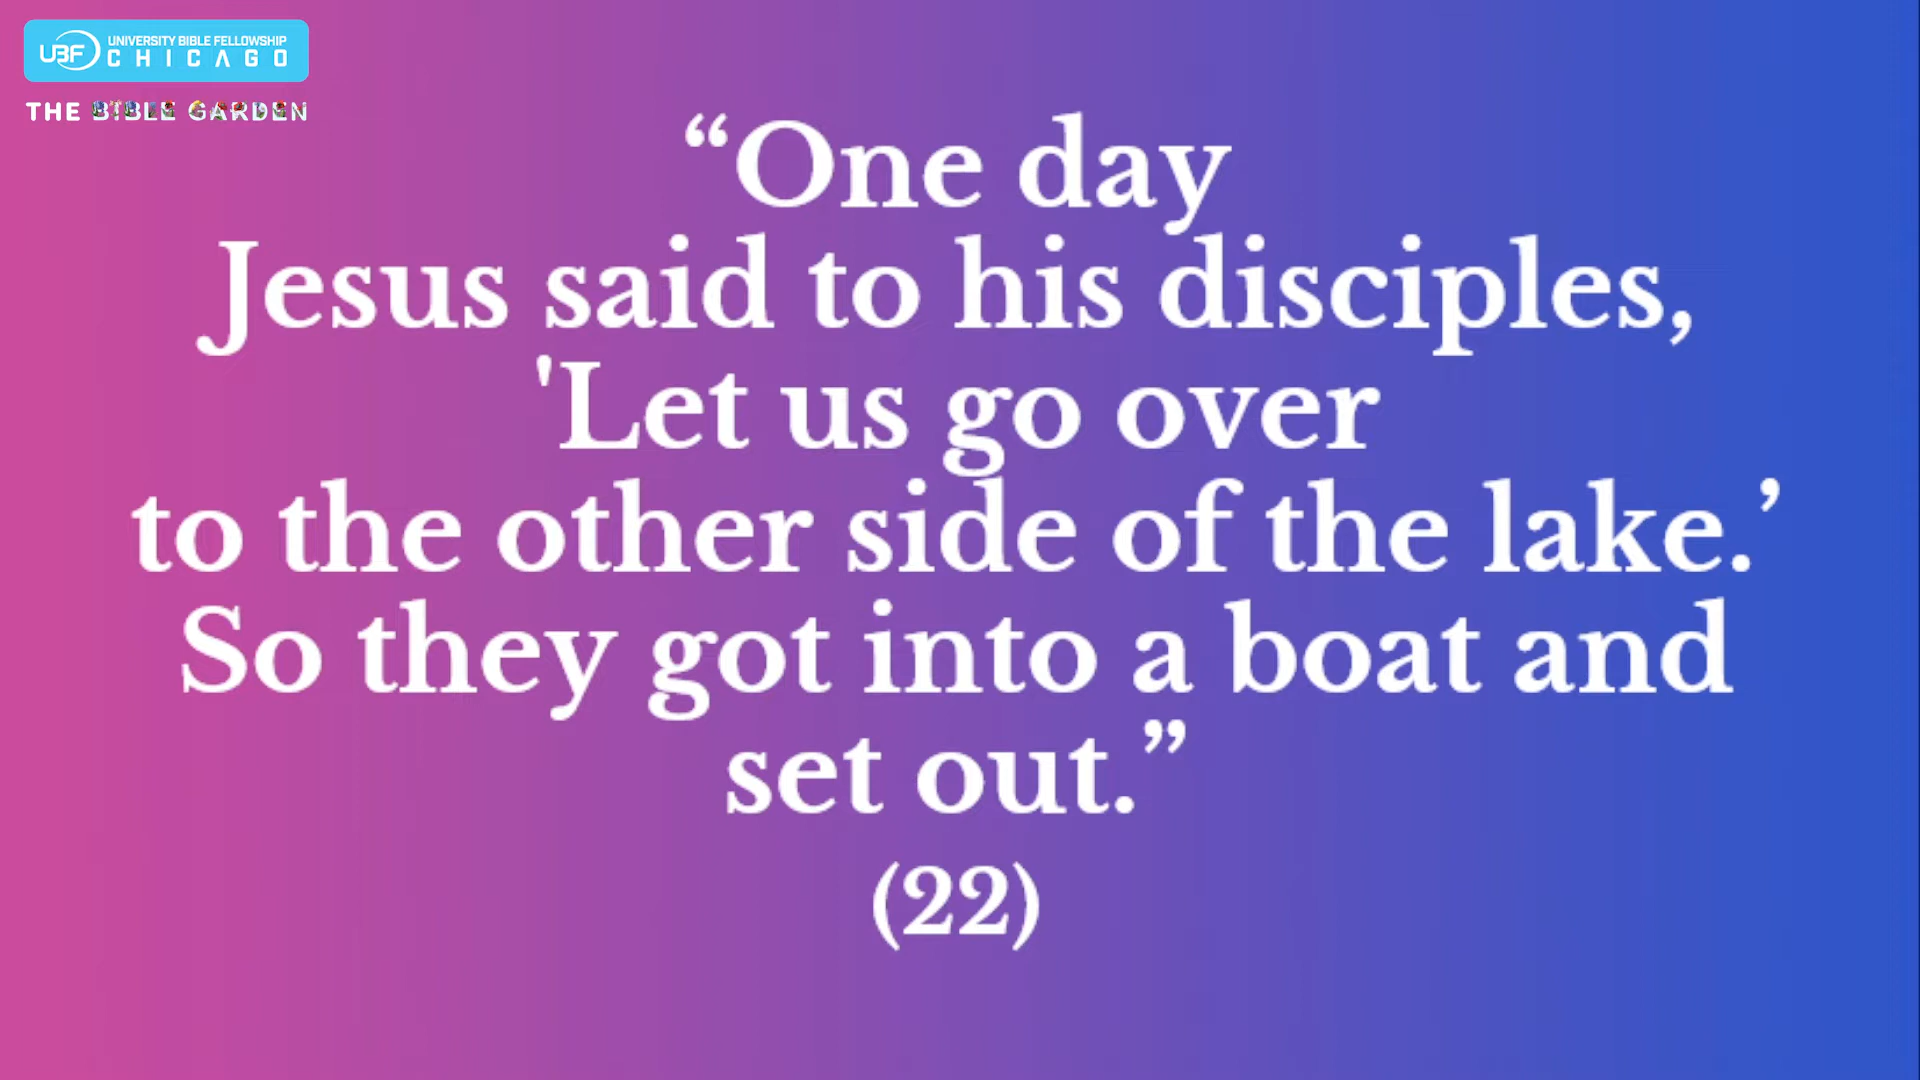 UBF UNIVERSITY BIBLE FELLOWSHIP
CHICAGO
THE BIBLE GARDEN
“One day
Jesus said to his disciples,
'Let us go over
to the other side of the lake.’
So they got into a boat and
set out.”
(22)